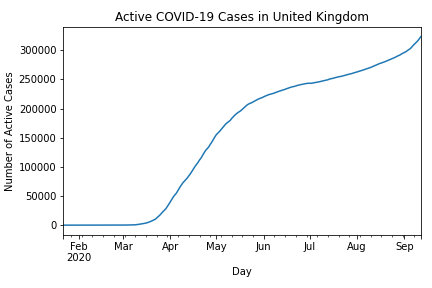 Active COVID-19 Cases in United Kingdom
Number of Active Cases
300000
250000
200000
150000
100000
50000
0
Feb Mar Apr May Jun Jul Aug Sep
2020
Day